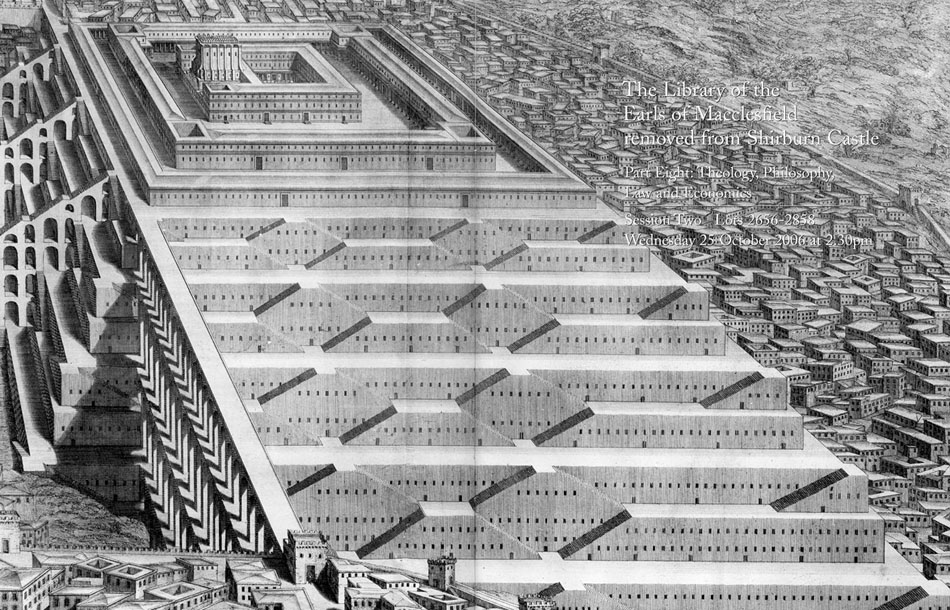 The Library of the
Earls of Macclesfield
removed from Shirburn Castle
Part Eight: Theology, Philosophy,
Law and Economics
Session Two Lots 2656-2858
Wednesday 25 October 2006 at 2.30pm